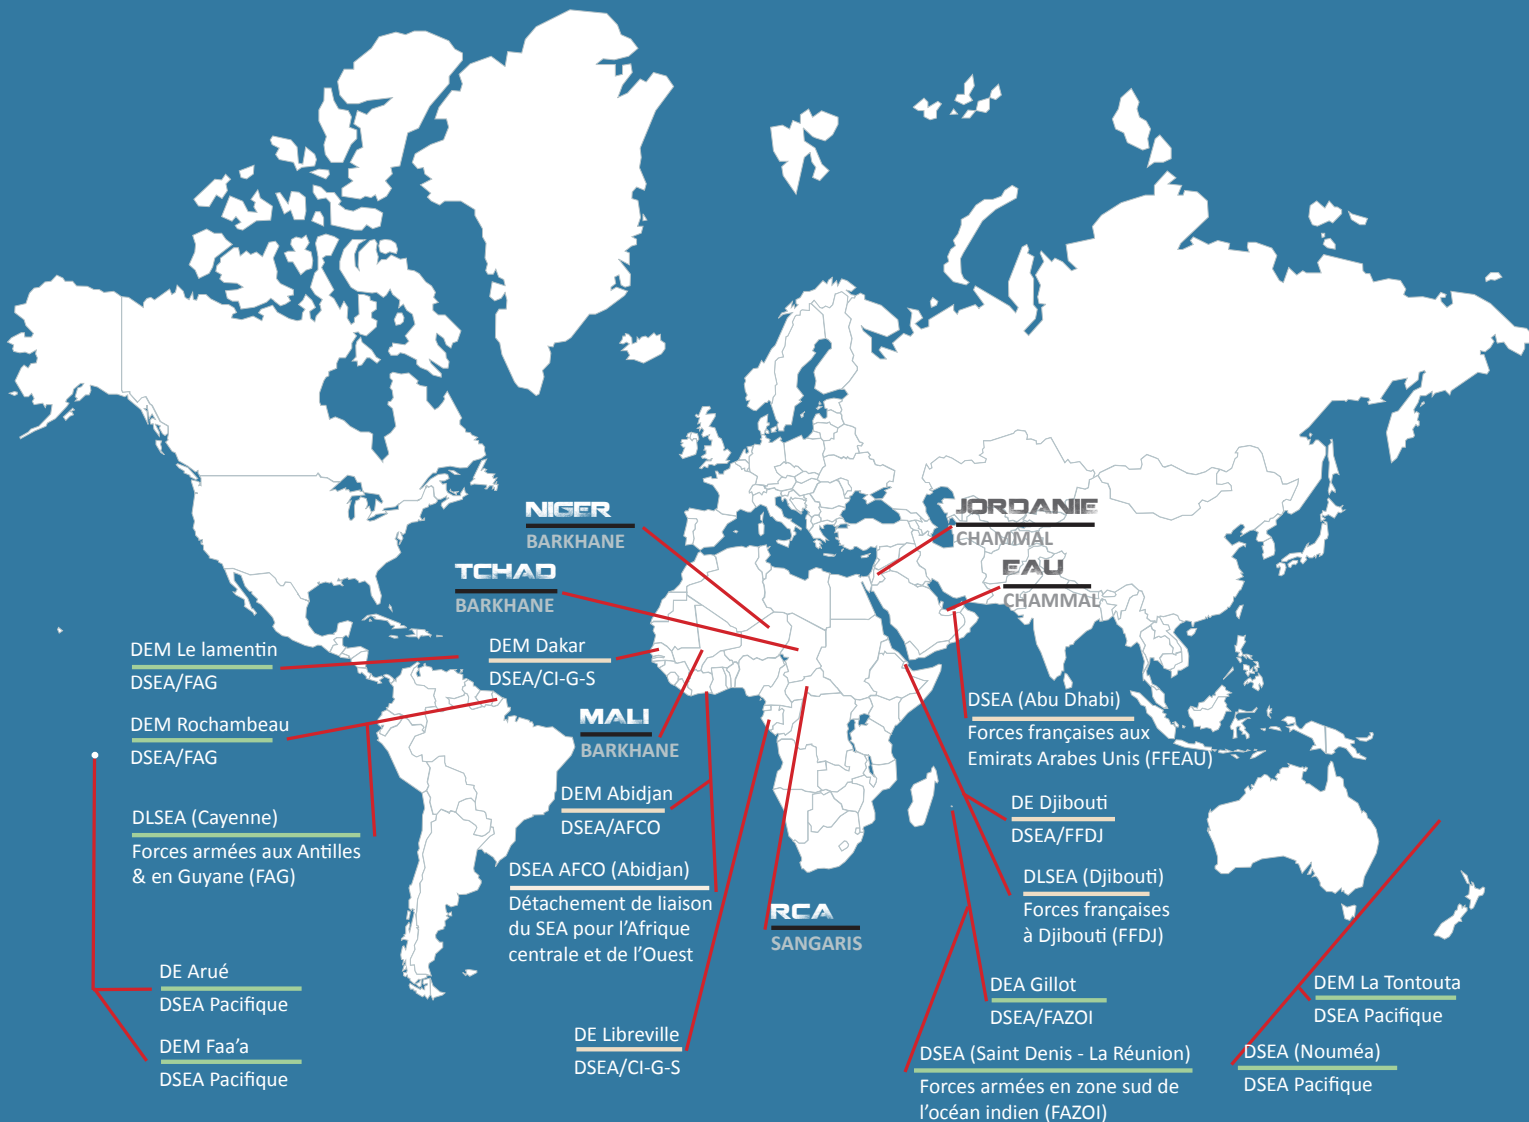 NIGER
BARKHANE
JORDANIE
CHAMMAL
TCHAD
BARKHANE
EAU
CHAMMAL
DEM Le lamentin
DSEA/FAG
DEM Dakar
DSEA/CI-G-S
DEM Rochambeau
DSEA/FAG
MALI
BARKHANE
DSEA (Abu Dhabi)
Forces françaises aux
Emirats Arabes Unis (FFEAU)
DLSEA (Cayenne)
Forces armées aux Antilles
& en Guyane (FAG)
DEM Abidjan
DSEA/AFCO
DE Djibouti
DSEA/FFDJ
DSEA AFCO (Abidjan)
Détachement de liaison
du SEA pour l'Afrique
centrale et de l'Ouest
RCA
SANGARIS
DLSEA (Djibouti)
Forces françaises
à Djibouti (FFDJ)
DE Arué
DSEA Pacifique
DEM Faa'a
DSEA Pacifique
DE Libreville
DSEA/CI-G-S
DEA Gillot
DSEA/FAZOI
DSEA (Saint Denis - La Réunion)
Forces armées en zone sud de
l'océan indien (FAZOI)
DEM La Tontouta
DSEA Pacifique
DSEA (Nouméa)
DSEA Pacifique